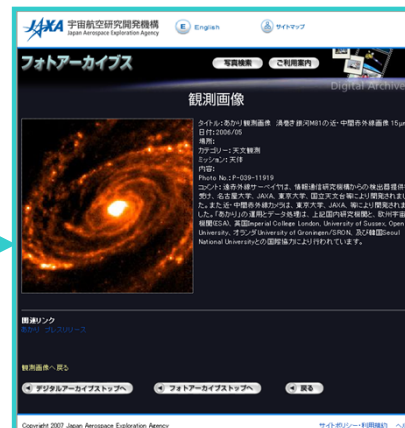 JAXA 宇宙航空研究開発機構
Japan Aerospace Exploration Agency
E English
サイトマップ
フォトアーカイブス
写真検索
ご利用案内
Digital Archive
観測画像
タイトル:あかり観測画像 渦巻き銀河M81の近・中間赤外線画像 15μm
日付:2006/05
場所:
カテゴリー:天文観測
ミッション:天体
内容:
Photo No.:P-039-11919
コメント:遠赤外線サーベイヤは、情報通信研究機構からの検出器提供
受け、名古屋大学、JAXA、東京大学、国立天文台等により開発されまし
た。また近・中間赤外線カメラは、東京大学、JAXA、等により開発されま
した。「あかり」の運用とデータ処理は、上記国内研究機関と、欧州宇宙
機関(ESA)、英国Imperial College London, University of Sussex, Open
University、オランダUniversity of Groningen/SRON、及び韓国Seoul
National Universityとの国際協力により行われています。
関連リンク
あかり プレスリリース
観測画像へ戻る
デジタルアーカイブストップへ
フォトアーカイブストップへ
戻る
Copyright 2007 Japan Aerospace Exploration Agency
サイトポリシー・利用規約 ヘル